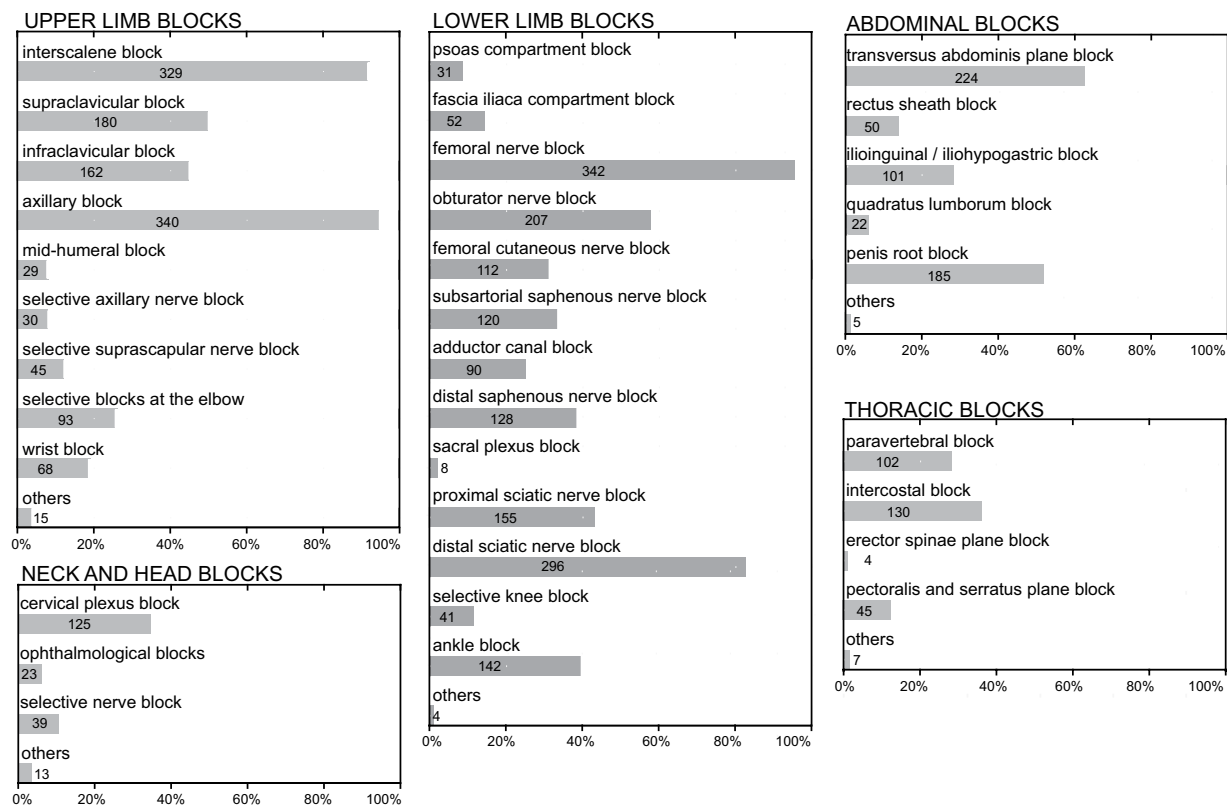 UPPER LIMB BLOCKS
interscalene block
329
supraclavicular block
180
infraclavicular block
162
axillary block
340
mid-humeral block
29
selective axillary nerve block
30
selective suprascapular nerve block
45
selective blocks at the elbow
93
wrist block
68
others
15
0% 20% 40% 60% 80% 100%
NECK AND HEAD BLOCKS
cervical plexus block
125
ophthalmological blocks
23
selective nerve block
39
others
13
0% 20% 40% 60% 80% 100%
LOWER LIMB BLOCKS
psoas compartment block
31
fascia iliaca compartment block
52
femoral nerve block
342
obturator nerve block
207
femoral cutaneous nerve block
112
subsartorial saphenous nerve block
120
adductor canal block
90
distal saphenous nerve block
128
sacral plexus block
8
proximal sciatic nerve block
155
distal sciatic nerve block
296
selective knee block
41
ankle block
142
others
4
0% 20% 40% 60% 80% 100%
ABDOMINAL BLOCKS
transversus abdominis plane block
224
rectus sheath block
50
ilioinguinal / iliohypogastric block
101
quadratus lumborum block
22
penis root block
185
others
5
0% 20% 40% 60% 80% 100%
THORACIC BLOCKS
paravertebral block
102
intercostal block
130
erector spinae plane block
4
pectoralis and serratus plane block
45
others
7
0% 20% 40% 60% 80% 100%